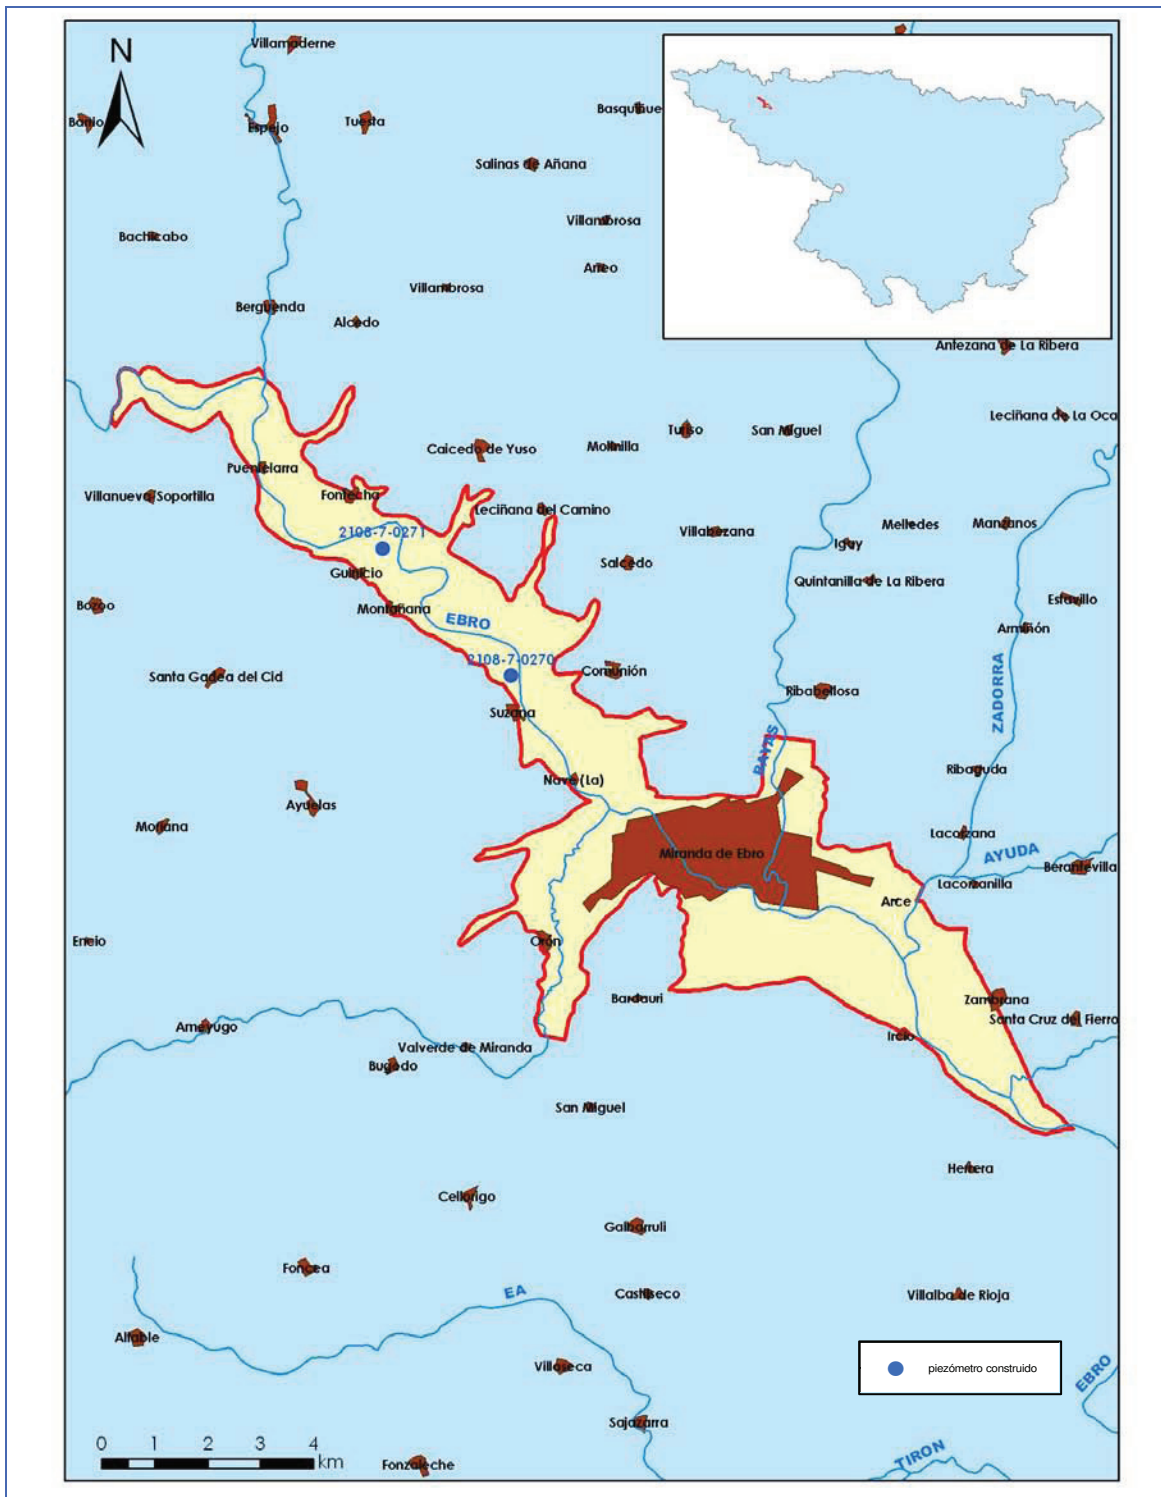 Villamaderne
N
Barrio
Espejo
Tuesta
Basquiñue
Salinas de Añana
Villambrosa
Bachicabo
Arreo
Villambrosa
Berguenda
Alcedo
Antezana de La Ribera
Leciñana de La Oca
Turiso
San Miguel
Caicedo de Yuso
Molinilla
Puentelarra
Villanueva-Soportilla
Fontecha
Leciñana del Camino
2108-7-0271
Villabezana
Melledes
Manzanos
Igay
Salcedo
Guinicio
Quintanilla de La Ribera
Bozoo
Montañana
Estavillo
EBRO
Armiñón
2108-7-0270
Comunión
Santa Gadea del Cid
Ribabellosa
ZADORRA
Suzana
BAYAS
Ribaguda
Nave (La)
Ayuelas
Moriana
Lacorzana
Miranda de Ebro
AYUDA
Berantevilla
Lacorzanilla
Arce
Encio
Orón
Bardauri
Zambrana
Santa Cruz del Fierro
Ameyugo
Ircio
Valverde de Miranda
Bugedo
San Miguel
Herrera
Cellorigo
Galbarruli
Foncea
EA
Castilseco
Villalba de Rioja
Altable
Villaseca
piezómetro construido
EBRO
Sajazarra
0 1 2 3 4
km
Fonzaleche
TIRON